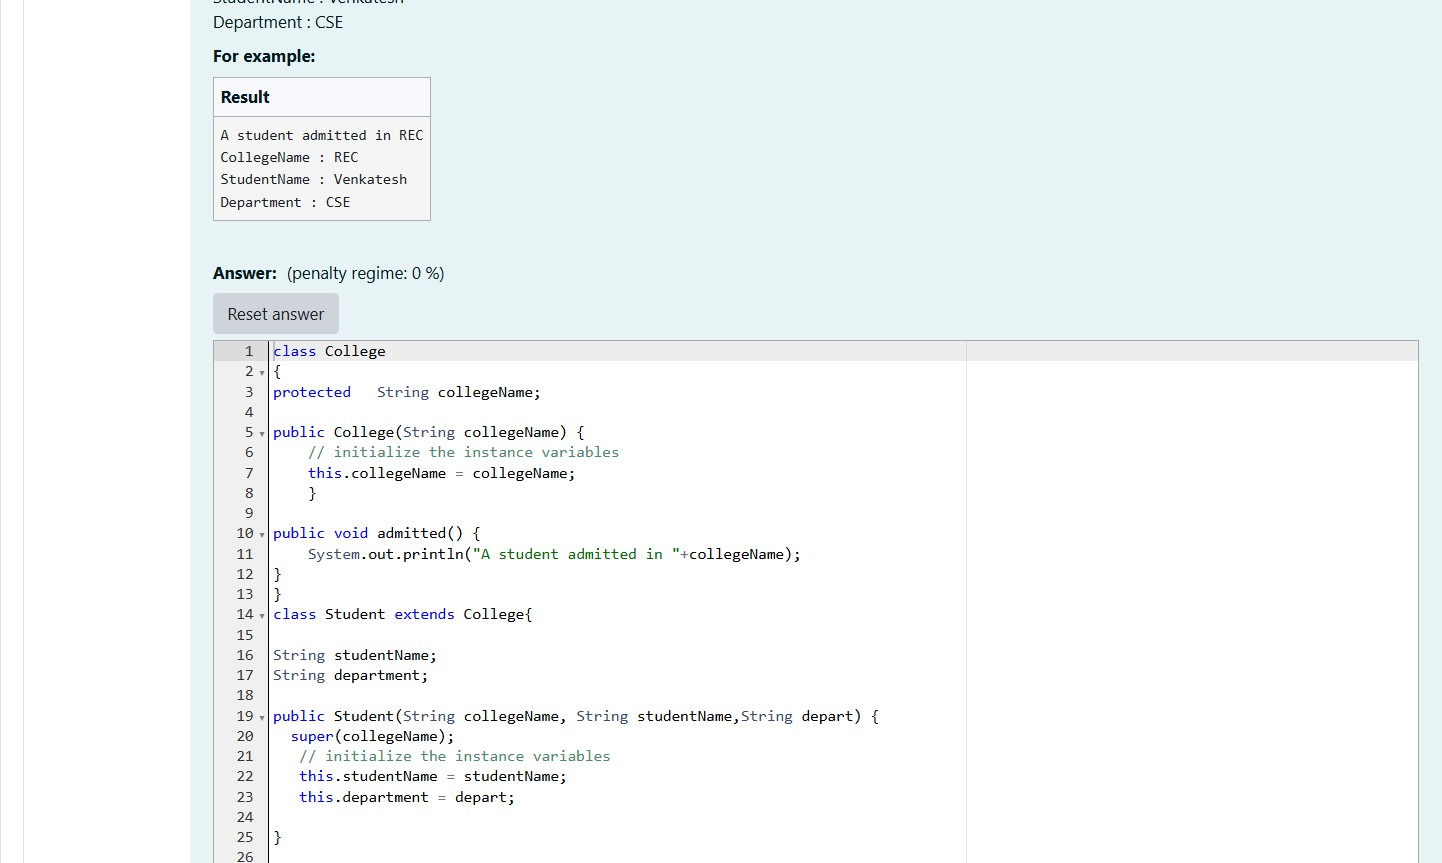 StudentName : Venkatesh
Department : CSE
For example:
Result
A student admitted in REC
CollegeName : REC
StudentName : Venkatesh
Department : CSE
Answer: (penalty regime: 0 %)
Reset answer
1 class College
2 {
3 protected   String collegeName;
4
5 public College(String collegeName) {
6     // initialize the instance variables
7     this.collegeName = collegeName;
8     }
9
10 public void admitted() {
11     System.out.println("A student admitted in "+collegeName);
12 }
13 }
14 class Student extends College{
15
16 String studentName;
17 String department;
18
19 public Student(String collegeName, String studentName,String depart) {
20   super(collegeName);
21    // initialize the instance variables
22    this.studentName = studentName;
23    this.department = depart;
24
25 }
26